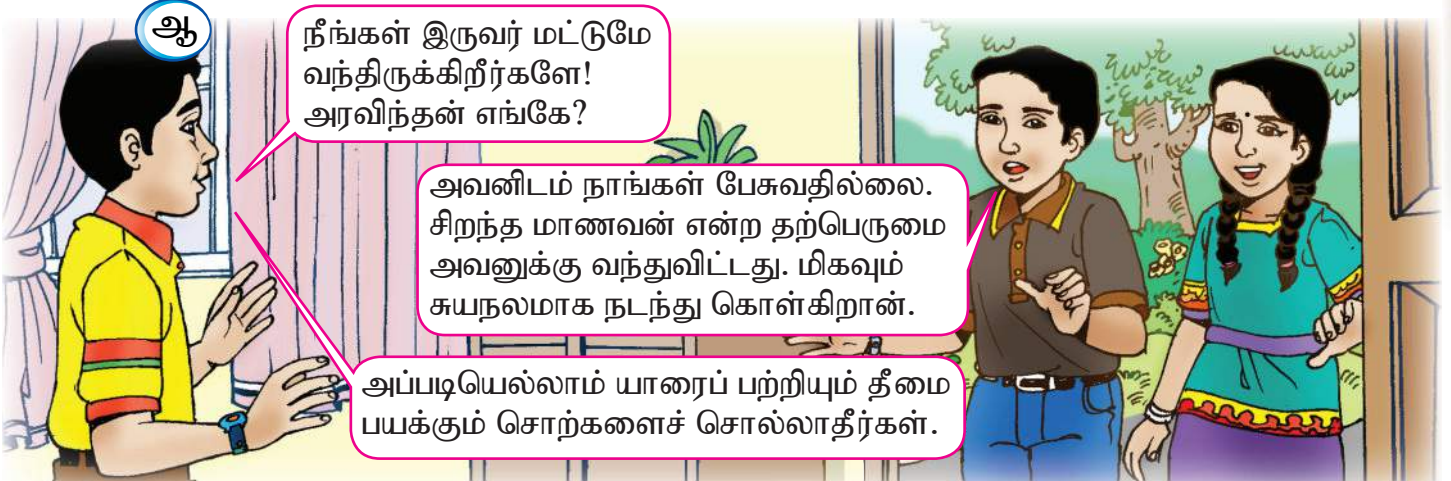 ஆ
நீங்கள் இருவர் மட்டுமே
வந்திருக்கிறீர்களே!
அரவிந்தன் எங்கே?
அவனிடம் நாங்கள் பேசுவதில்லை.
சிறந்த மாணவன் என்ற தற்பெருமை
அவனுக்கு வந்துவிட்டது. மிகவும்
சுயநலமாக நடந்து கொள்கிறான்.
அப்படியெல்லாம் யாரைப் பற்றியும் தீமை
பயக்கும் சொற்களைச் சொல்லாதீர்கள்.